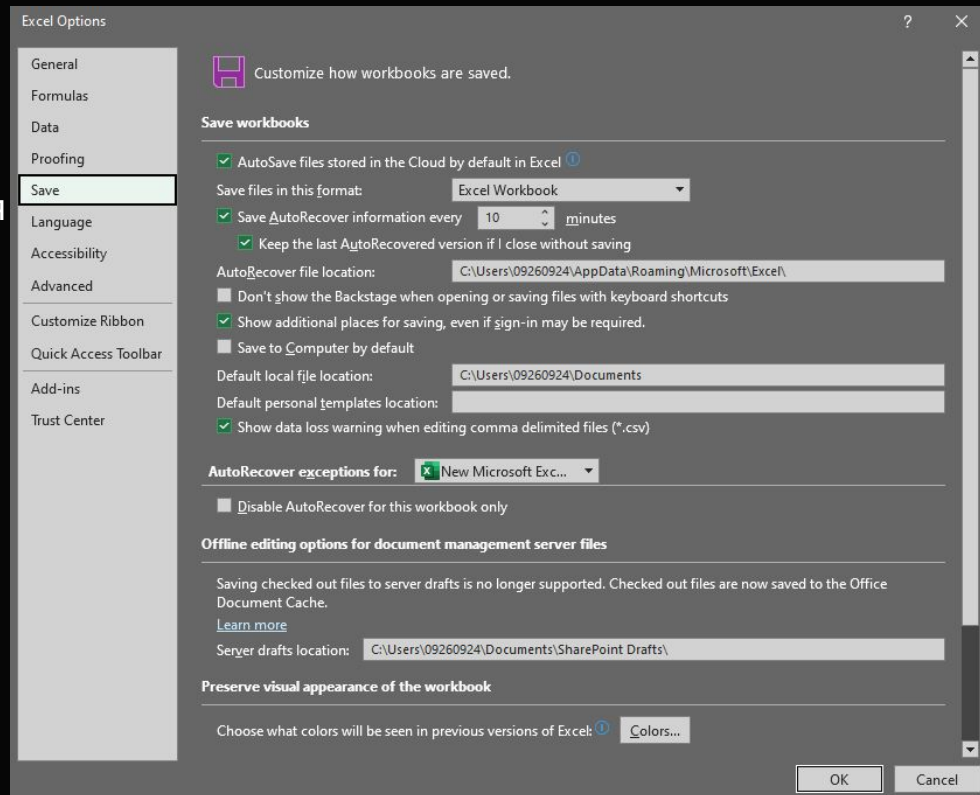 Excel Options
?
General
Formulas
Data
Proofing
Save
Language
Accessibility
Advanced
Customize Ribbon
Quick Access Toolbar
Add-ins
Trust Center
Customize how workbooks are saved.
Save workbooks
AutoSave files stored in the Cloud by default in Excel
Save files in this format: Excel Workbook
Save AutoRecover information every 10 minutes
Keep the last AutoRecovered version if I close without saving
AutoRecover file location: C:\Users\09260924\AppData\Roaming\Microsoft\Excel\
Don't show the Backstage when opening or saving files with keyboard shortcuts
Show additional places for saving, even if sign-in may be required.
Save to Computer by default
Default local file location: C:\Users\09260924\Documents
Default personal templates location:
Show data loss warning when editing comma delimited files (*.csv)
AutoRecover exceptions for: New Microsoft Exc...
Disable AutoRecover for this workbook only
Offline editing options for document management server files
Saving checked out files to server drafts is no longer supported. Checked out files are now saved to the Office
Document Cache.
Learn more
Server drafts location: C:\Users\09260924\Documents\SharePoint Drafts\
Preserve visual appearance of the workbook
Choose what colors will be seen in previous versions of Excel: Colors...
OK Cancel